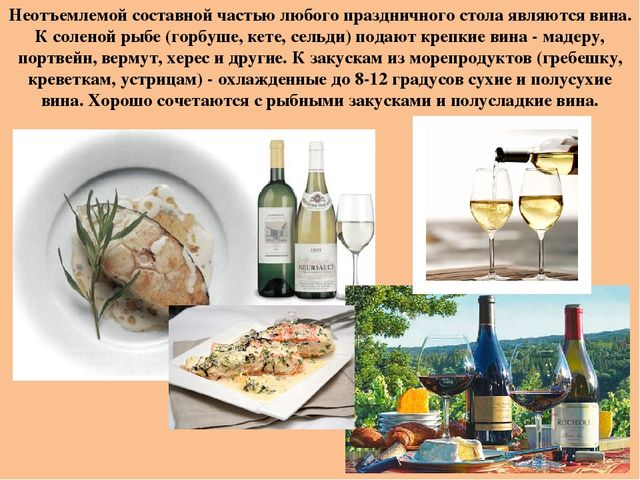 Неотъемлемой составной частью любого праздничного стола являются вина.
К соленой рыбе (горбуше, кете, сельди) подают крепкие вина - мадеру,
портвейн, вермут, херес и другие. К закускам из морепродуктов (гребешку,
креветкам, устрицам) - охлажденные до 8-12 градусов сухие и полусухие
вина. Хорошо сочетаются с рыбными закусками и полусладкие вина.
MEURSAULT
ROCHIOLI